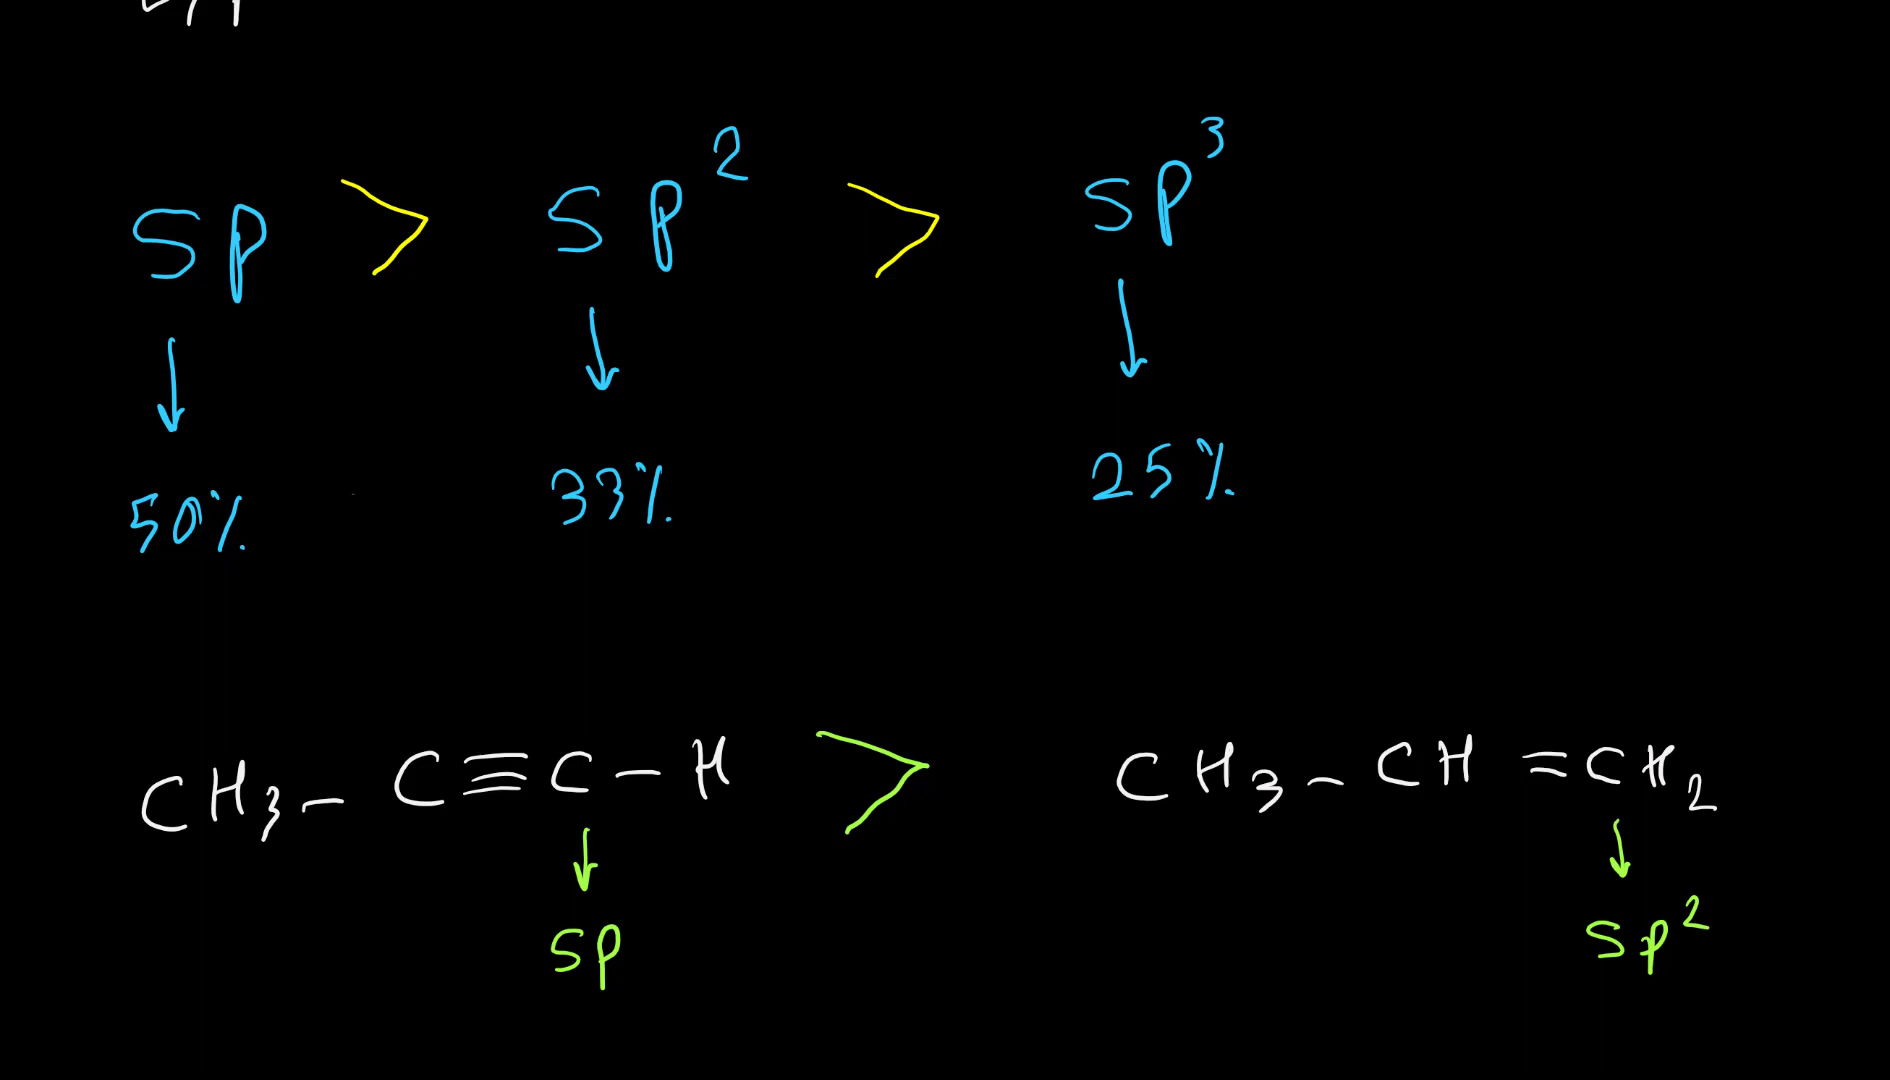 sp > sp²  > sp³
↓ ↓ ↓
50% 33% 25%
CH₃ – C≡C – H > CH₃ – CH = CH₂
↓ ↓
sp sp²